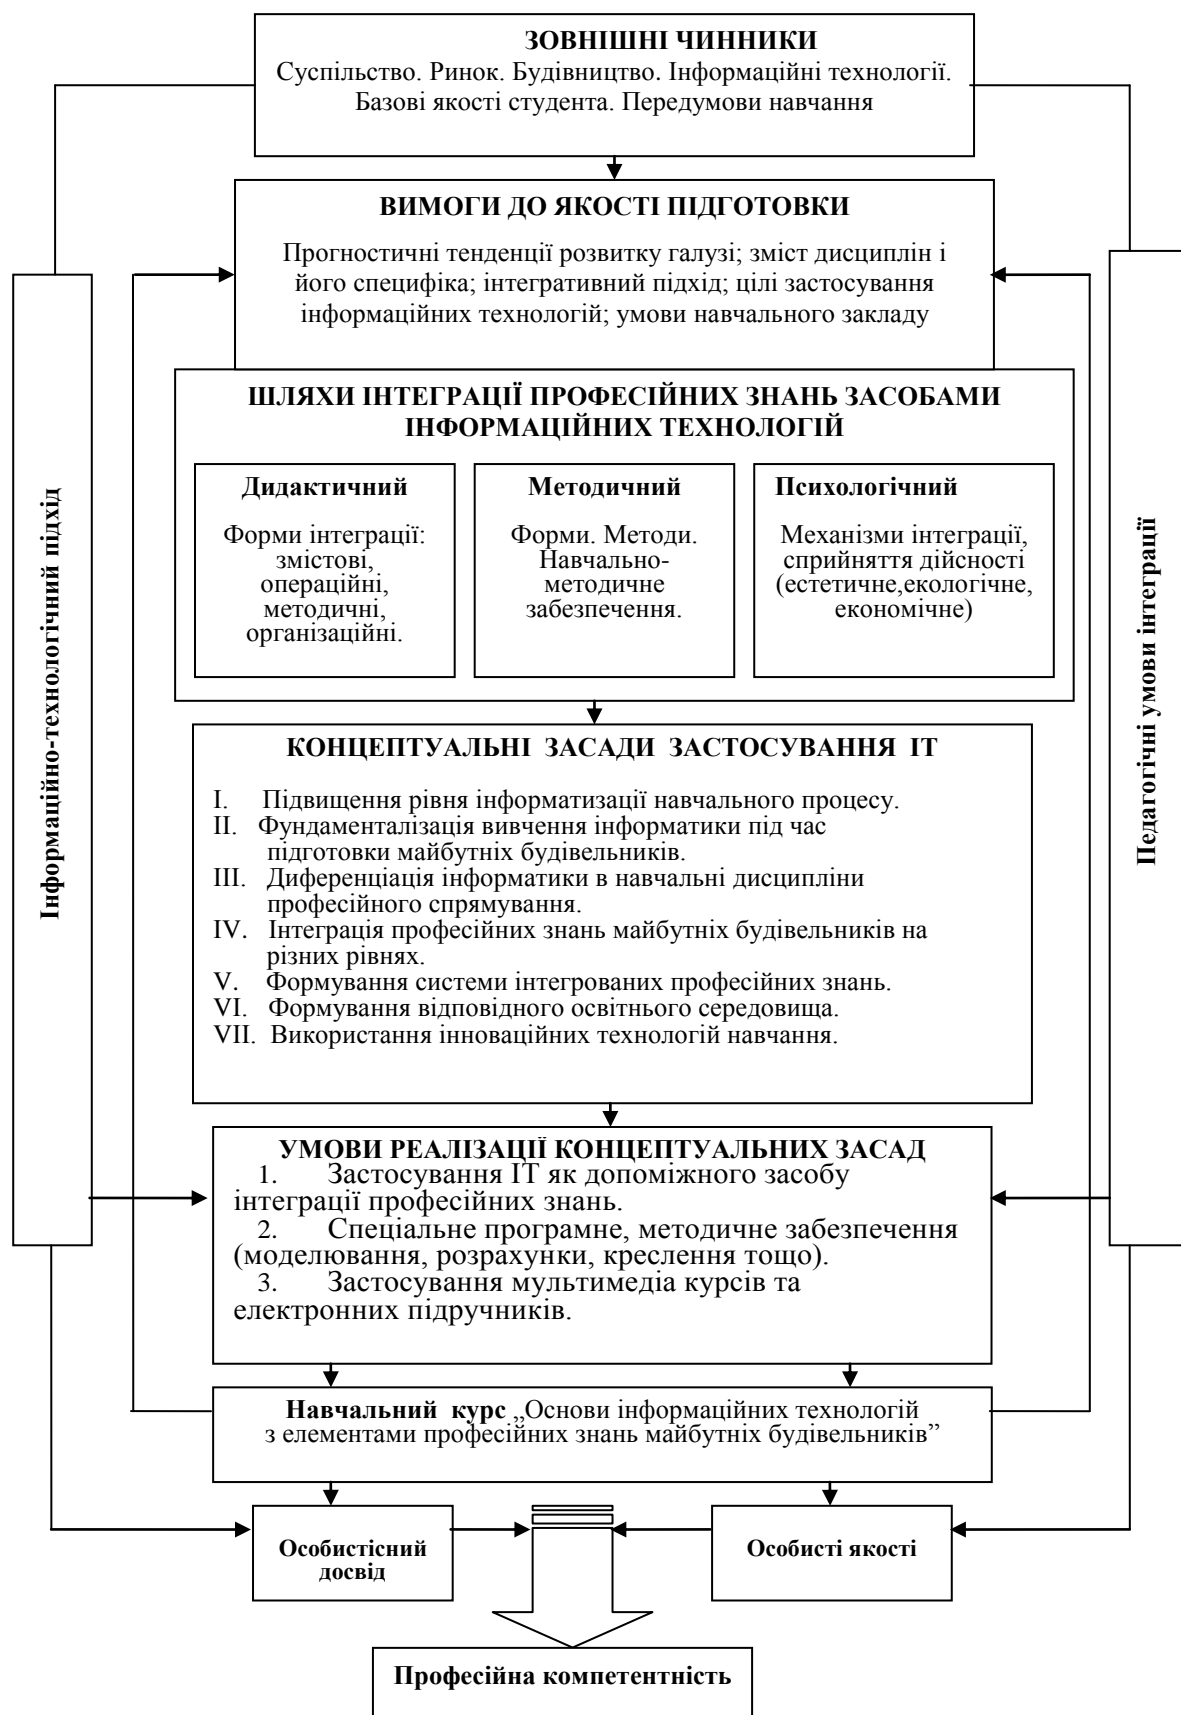 ЗОВНІШНІ ЧИННИКИ
Суспільство. Ринок. Будівництво. Інформаційні технології.
Базові якості студента. Передумови навчання
ВИМОГИ ДО ЯКОСТІ ПІДГОТОВКИ
Прогностичні тенденції розвитку галузі; зміст дисциплін і
його специфіка; інтегративний підхід; цілі застосування
інформаційних технологій; умови навчального закладу
Інформаційно-технологічний підхід
Педагогічні умови інтеграції
ШЛЯХИ ІНТЕГРАЦІЇ ПРОФЕСІЙНИХ ЗНАНЬ ЗАСОБАМИ
ІНФОРМАЦІЙНИХ ТЕХНОЛОГІЙ
Дидактичний
Форми інтеграції:
змістові,
операційні,
методичні,
організаційні.
Методичний
Форми. Методи.
Навчально-
методичне
забезпечення.
Психологічний
Механізми інтеграції,
сприйняття дійсності
(естетичне,екологічне,
економічне)
КОНЦЕПТУАЛЬНІ ЗАСАДИ ЗАСТОСУВАННЯ ІТ
I. Підвищення рівня інформатизації навчального процесу.
II. Фундаменталізація вивчення інформатики під час
підготовки майбутніх будівельників.
III. Диференціація інформатики в навчальні дисципліни
професійного спрямування.
IV. Інтеграція професійних знань майбутніх будівельників на
різних рівнях.
V. Формування системи інтегрованих професійних знань.
VI. Формування відповідного освітнього середовища.
VII. Використання інноваційних технологій навчання.
УМОВИ РЕАЛІЗАЦІЇ КОНЦЕПТУАЛЬНИХ ЗАСАД
1. Застосування ІТ як допоміжного засобу
інтеграції професійних знань.
2. Спеціальне програмне, методичне забезпечення
(моделювання, розрахунки, креслення тощо).
3. Застосування мультимедіа курсів та
електронних підручників.
Навчальний курс „Основи інформаційних технологій
з елементами професійних знань майбутніх будівельників”
Особистісний
досвід
Особисті якості
Професійна компетентність